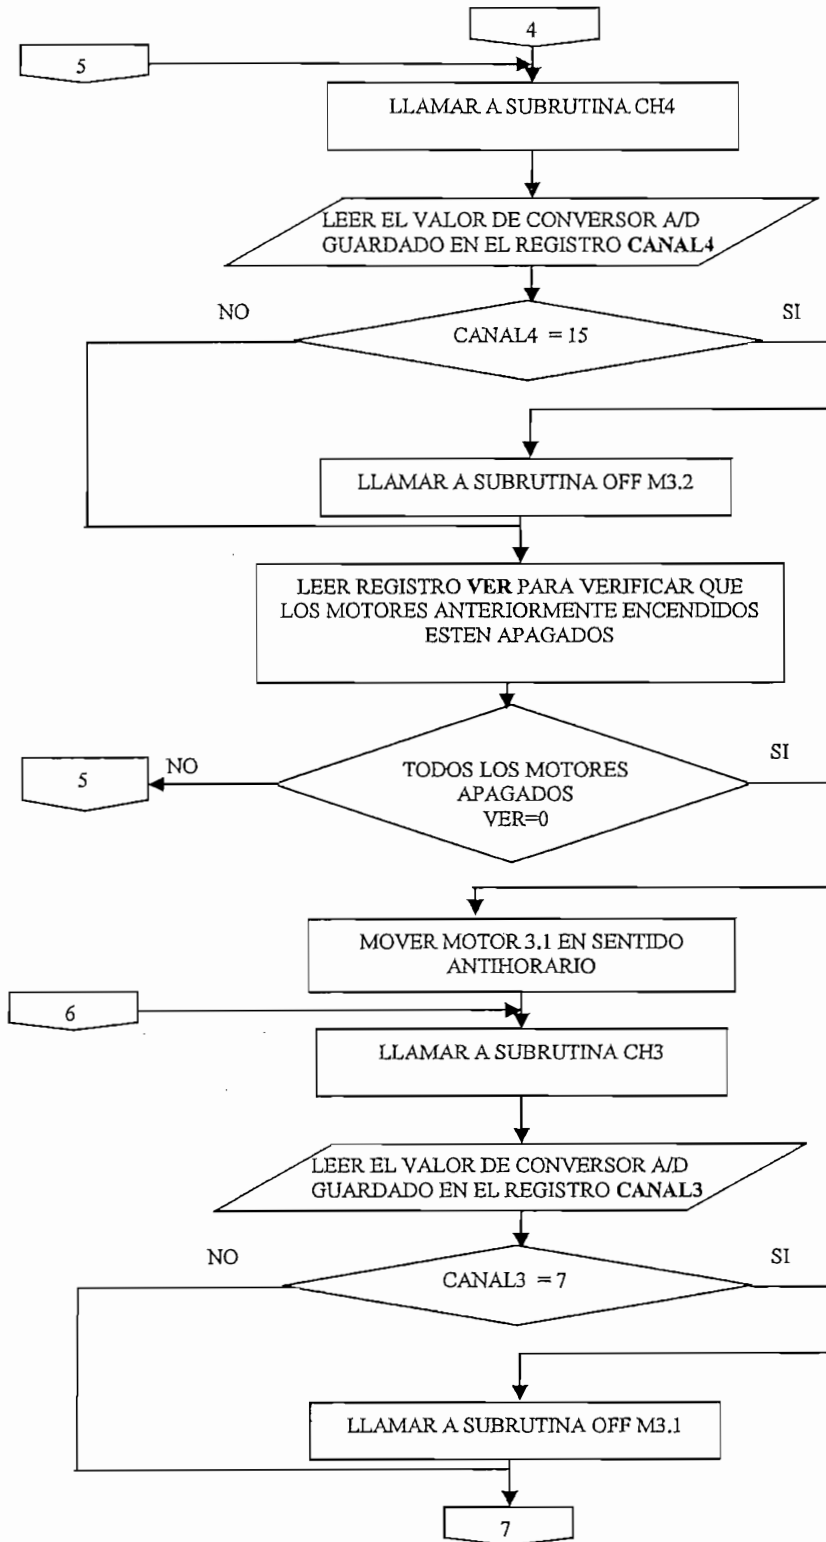 4
5
LLAMAR A SUBRUTINA CH4
LEER EL VALOR DE CONVERSOR A/D
GUARDADO EN EL REGISTRO CANAL4
NO
SI
CANAL4 = 15
LLAMAR A SUBRUTINA OFF M3.2
LEER REGISTRO VER PARA VERIFICAR QUE
LOS MOTORES ANTERIORMENTE ENCENDIDOS
ESTEN APAGADOS
5
NO
SI
TODOS LOS MOTORES
APAGADOS
VER=0
MOVER MOTOR 3.1 EN SENTIDO
ANTIHORARIO
6
LLAMAR A SUBRUTINA CH3
LEER EL VALOR DE CONVERSOR A/D
GUARDADO EN EL REGISTRO CANAL3
NO
SI
CANAL3 = 7
LLAMAR A SUBRUTINA OFF M3.1
7